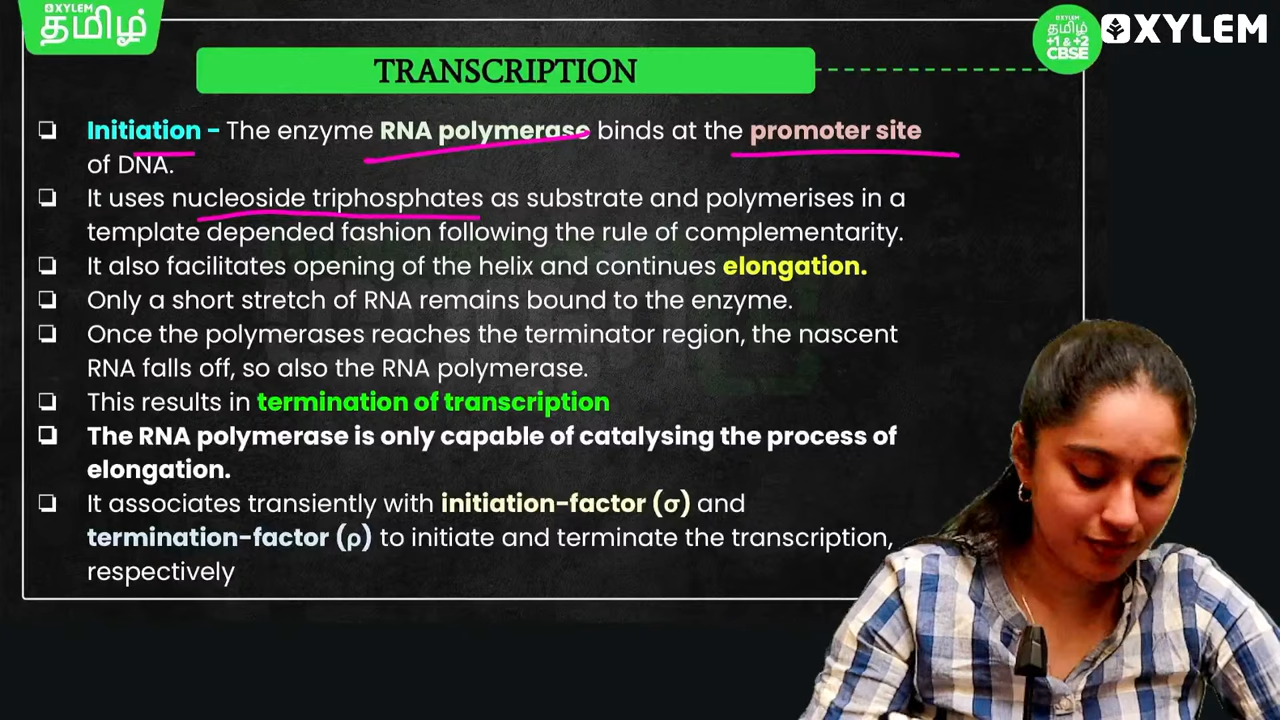 XYLEM
தமிழ்
XYLEM
தமிழ்
+1 & +2
CBSE
XYLEM
TRANSCRIPTION
Initiation – The enzyme RNA polymerase binds at the promoter site
of DNA.
It uses nucleoside triphosphates as substrate and polymerises in a
template depended fashion following the rule of complementarity.
It also facilitates opening of the helix and continues elongation.
Only a short stretch of RNA remains bound to the enzyme.
Once the polymerases reaches the terminator region, the nascent
RNA falls off, so also the RNA polymerase.
This results in termination of transcription
The RNA polymerase is only capable of catalysing the process of
elongation.
It associates transiently with initiation-factor (σ) and
termination-factor (ρ) to initiate and terminate the transcription,
respectively